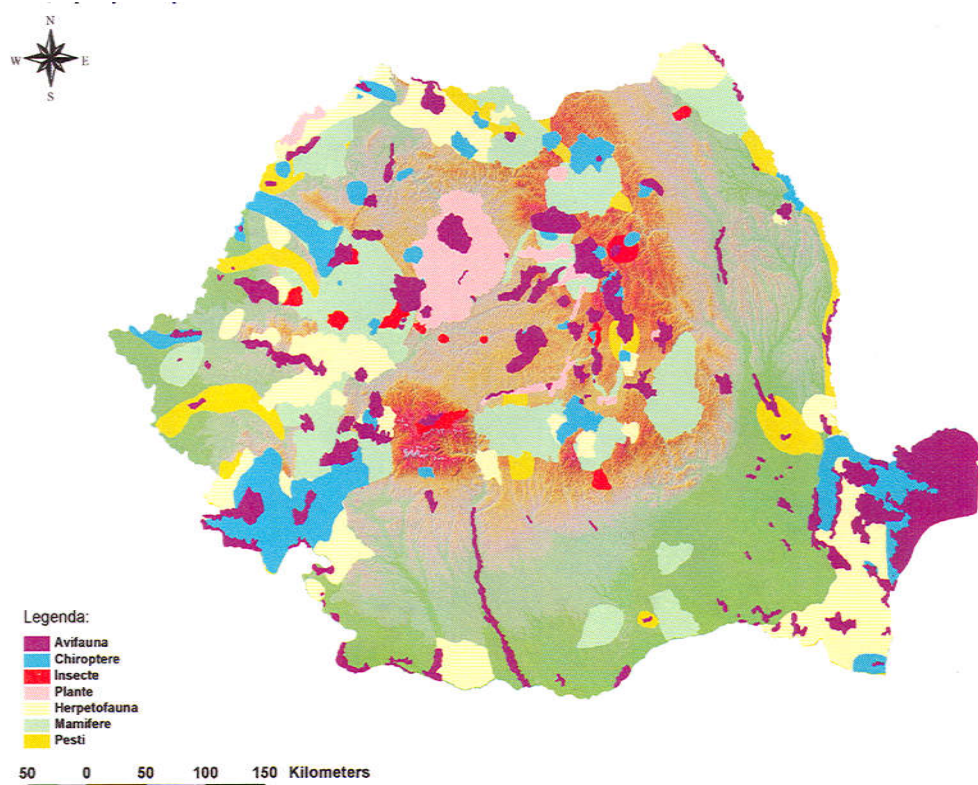 N
W E
S
Legenda:
Avifauna
Chiroptere
Insecte
Plante
Herpetofauna
Mamifere
Pesti
50 0 50 100 150 Kilometers